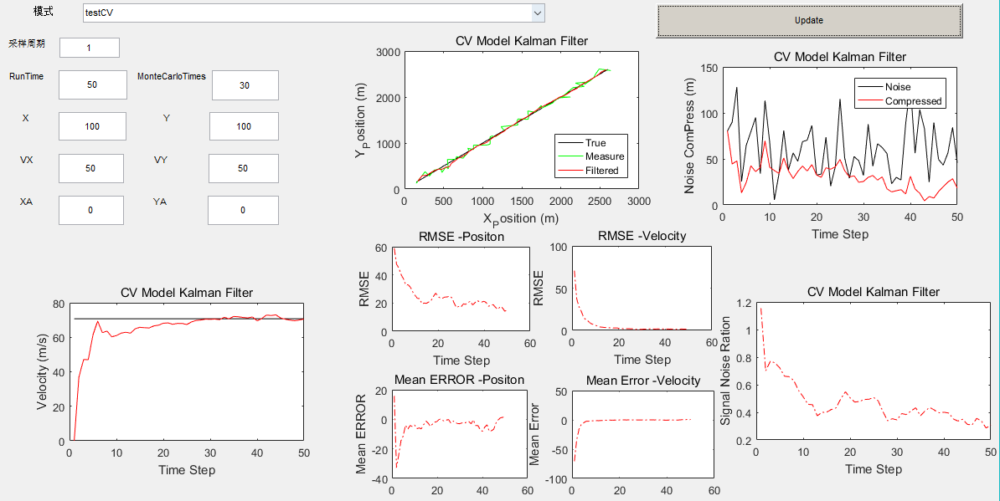 模式
testCV
Update
采样周期
1
RunTime
50
MonteCarloTimes
30
X
100
Y
100
VX
50
VY
50
XA
0
YA
0
CV Model Kalman Filter
3000
2000
1000
0
0 500 1000 1500 2000 2500 3000
Y_Position (m)
X_Position (m)
True
Measure
Filtered
CV Model Kalman Filter
150
100
50
0
0 10 20 30 40 50
Noise ComPress (m)
Time Step
Noise
Compressed
RMSE -Positon
60
40
20
0
0 20 40 60
RMSE
Time Step
RMSE -Velocity
100
50
0
0 20 40 60
RMSE
Time Step
CV Model Kalman Filter
80
60
40
20
0
0 10 20 30 40 50
Velocity (m/s)
Time Step
Mean ERROR -Positon
20
0
-20
-40
0 20 40 60
Mean ERROR
Mean Error -Velocity
50
0
-50
-100
0 20 40 60
Mean Error
CV Model Kalman Filter
1.2
1
0.8
0.6
0.4
0.2
0 10 20 30 40 50
Signal Noise Ration
Time Step